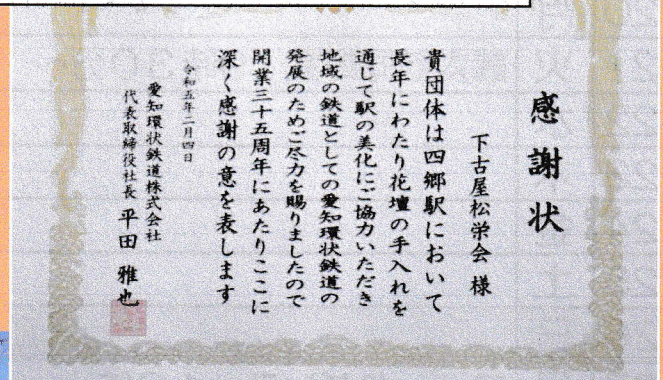 感謝状
下古屋松栄会 様
貴団体は四郷駅において
長年にわたり花壇の手入れを
通じて駅の美化にご協力いただき
地域の鉄道としての愛知環状鉄道の
発展のためご尽力を賜りましたので
開業三十五周年にあたりここに
深く感謝の意を表します
令和五年二月四日
愛知環状鉄道株式会社
代表取締役社長 平田 雅也